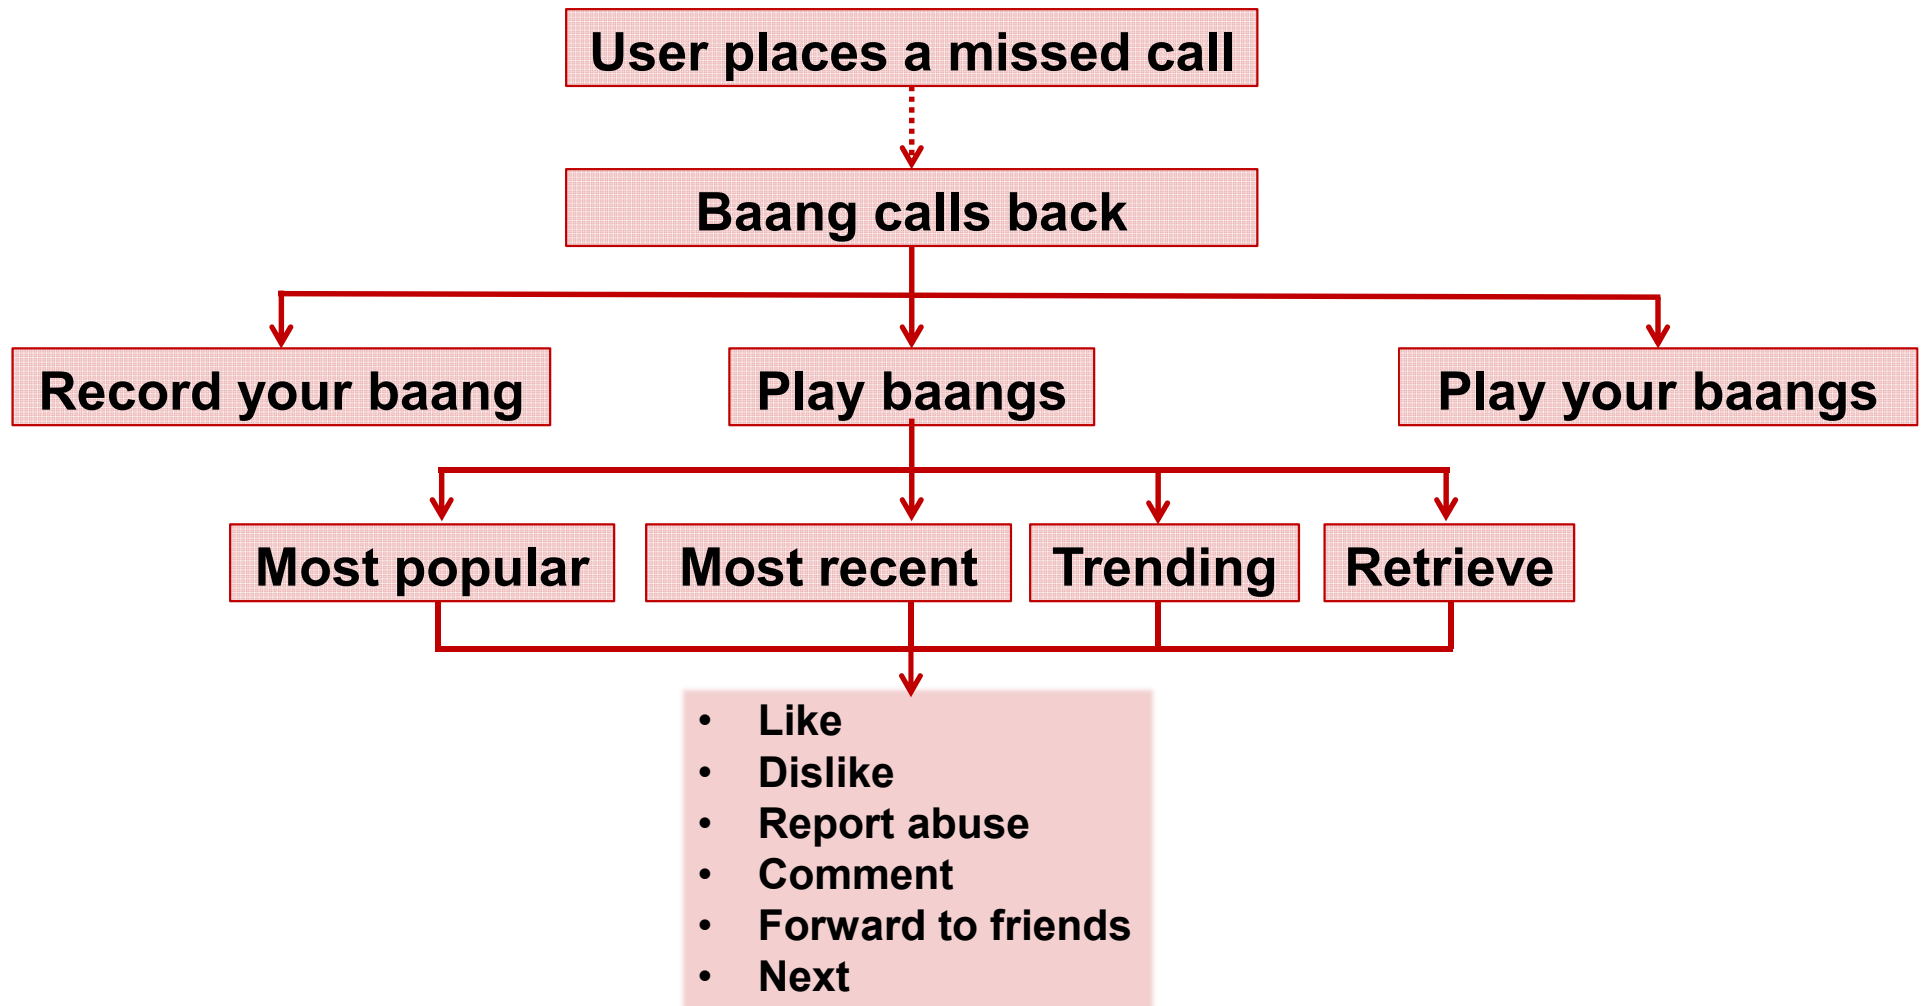 User places a missed call
Baang calls back
Record your baang
Play baangs
Play your baangs
Most popular
Most recent
Trending
Retrieve
• Like
• Dislike
• Report abuse
• Comment
• Forward to friends
• Next